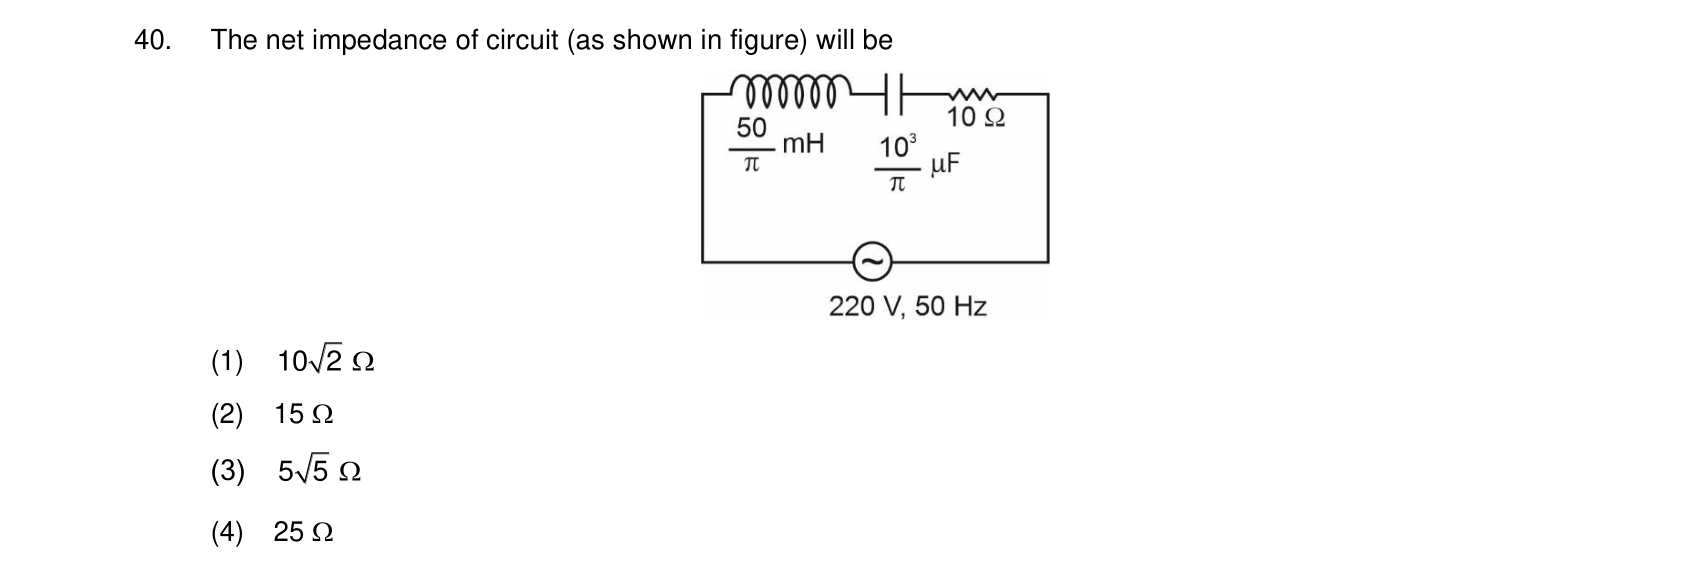 40. The net impedance of circuit (as shown in figure) will be
50/π mH
10³/π μF
10 Ω
~
220 V, 50 Hz
(1) 10√2 Ω
(2) 15 Ω
(3) 5√5 Ω
(4) 25 Ω